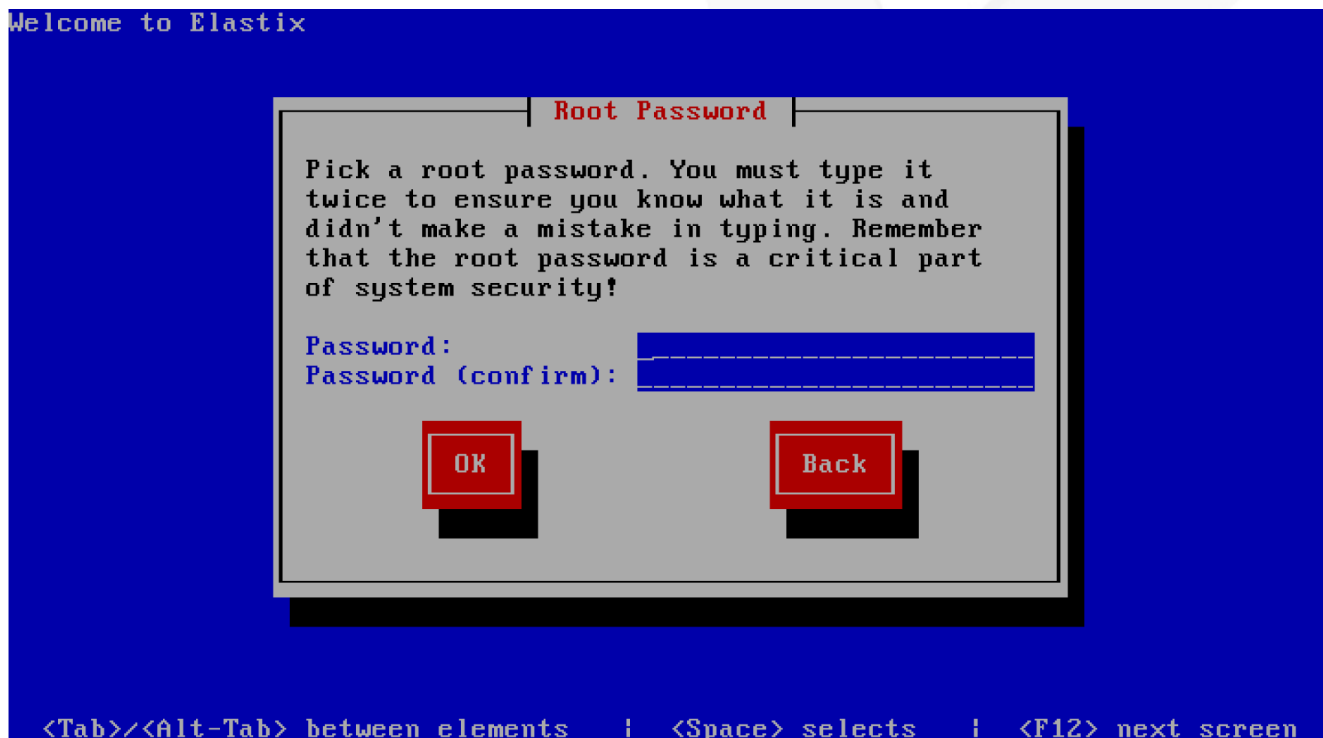 Welcome to Elastix
Root Password
Pick a root password. You must type it
twice to ensure you know what it is and
didn't make a mistake in typing. Remember
that the root password is a critical part
of system security!
Password:
Password (confirm):
OK Back
<Tab>/<Alt-Tab> between elements | <Space> selects | <F12> next screen